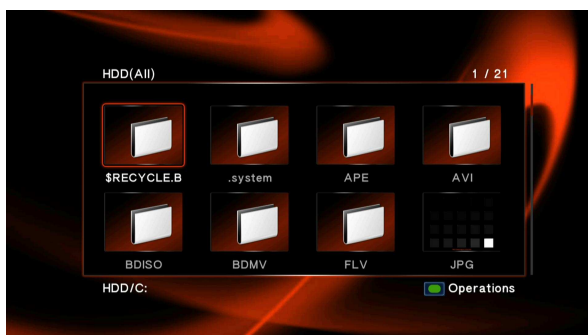 HDD(All) 1 / 21
$RECYCLE.B .system APE AVI
BDISO BDMV FLV JPG
HDD/C: Operations